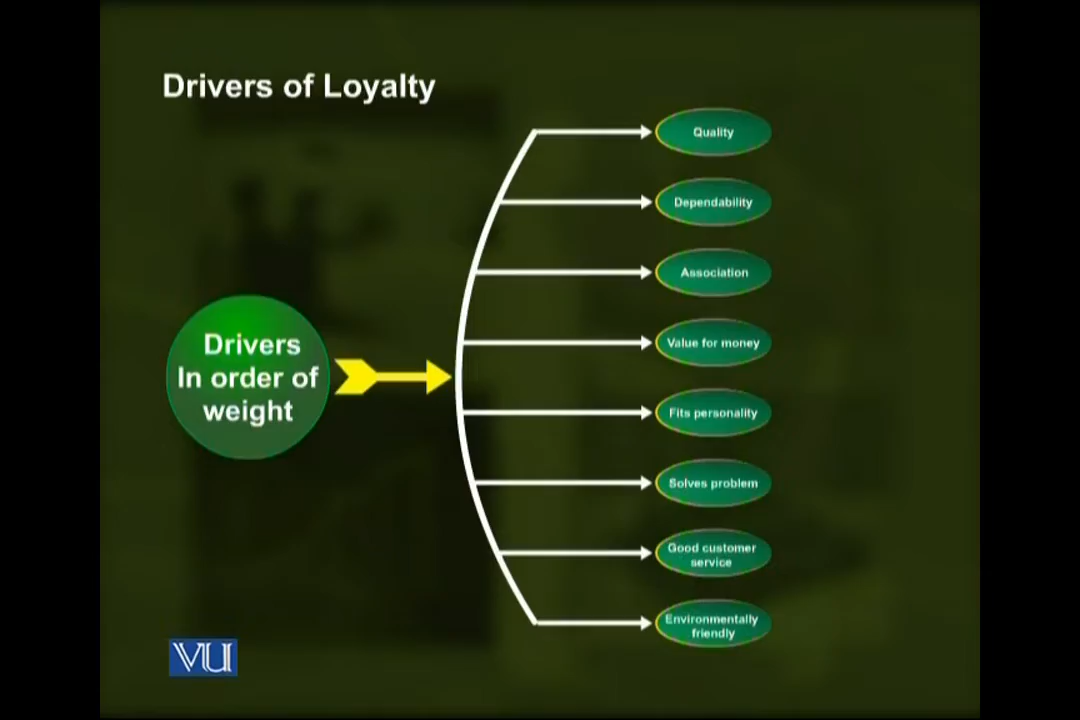 Drivers of Loyalty
Quality
Dependability
Association
Value for money
Fits personality
Solves problem
Good customer
service
Environmentally
friendly
Drivers
In order of
weight
VU